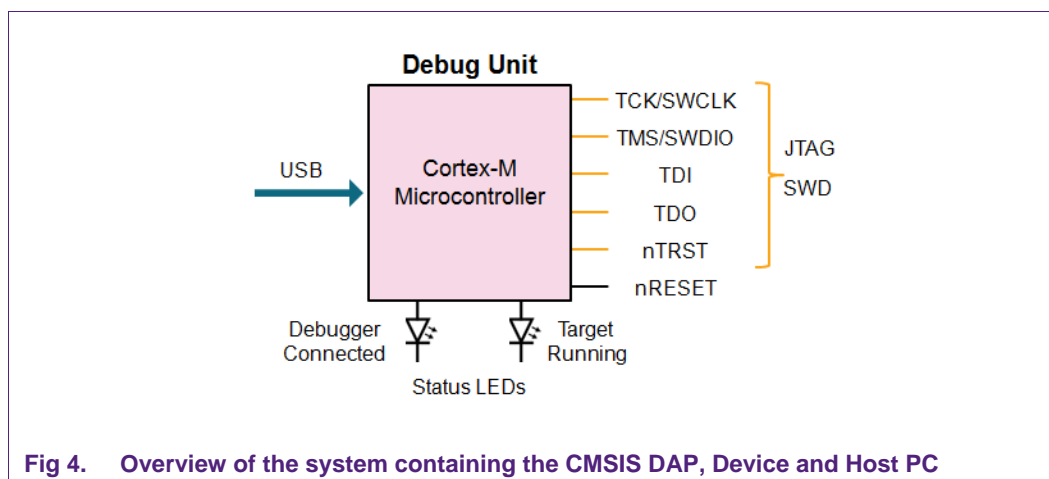 Debug Unit
Cortex-M
Microcontroller
USB
TCK/SWCLK
TMS/SWDIO
TDI
TDO
nTRST
nRESET
JTAG
SWD
Debugger
Connected
Target
Running
Status LEDs
Fig 4. Overview of the system containing the CMSIS DAP, Device and Host PC